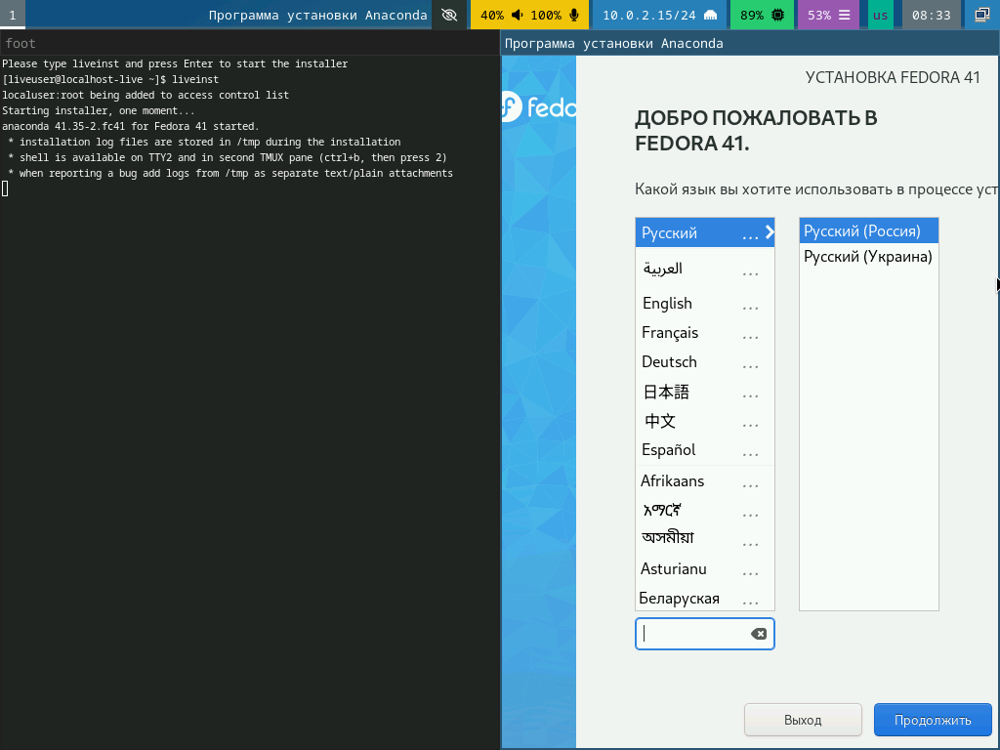 1
Программа установки Anaconda
40% 100%
10.0.2.15/24
89%
53%
us
08:33
foot
Please type liveinst and press Enter to start the installer
[liveuser@localhost-live ~]$ liveinst
localuser:root being added to access control list
Starting installer, one moment...
anaconda 41.35-2.fc41 for Fedora 41 started.
* installation log files are stored in /tmp during the installation
* shell is available on TTY2 and in second TMUX pane (ctrl+b, then press 2)
* when reporting a bug add logs from /tmp as separate text/plain attachments
Программа установки Anaconda
fedo
УСТАНОВКА FEDORA 41
ДОБРО ПОЖАЛОВАТЬ В
FEDORA 41.
Какой язык вы хотите использовать в процессе уст
Русский ...
العربية ...
English ...
Français ...
Deutsch ...
日本語 ...
中文 ...
Español ...
Afrikaans ...
አማርኛ ...
অসমীয়া ...
Asturianu ...
Беларуская ...
Русский (Россия)
Русский (Украина)
Выход
Продолжить